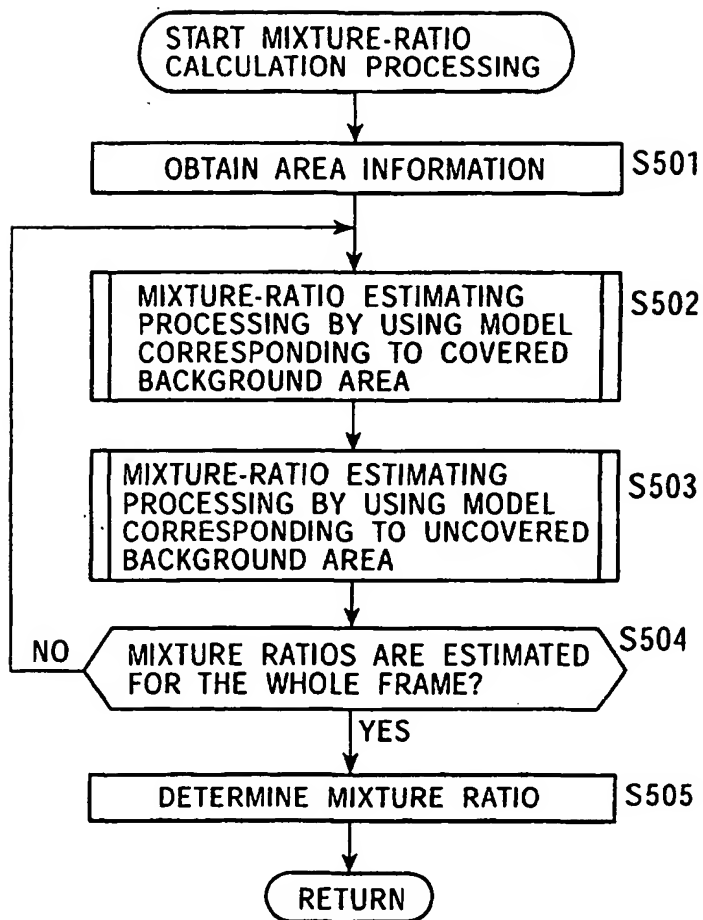 START MIXTURE-RATIO
CALCULATION PROCESSING
OBTAIN AREA INFORMATION
S501
MIXTURE-RATIO ESTIMATING
PROCESSING BY USING MODEL
CORRESPONDING TO COVERED
BACKGROUND AREA
S502
MIXTURE-RATIO ESTIMATING
PROCESSING BY USING MODEL
CORRESPONDING TO UNCOVERED
BACKGROUND AREA
S503
NO
MIXTURE RATIOS ARE ESTIMATED
FOR THE WHOLE FRAME?
S504
YES
DETERMINE MIXTURE RATIO
S505
RETURN